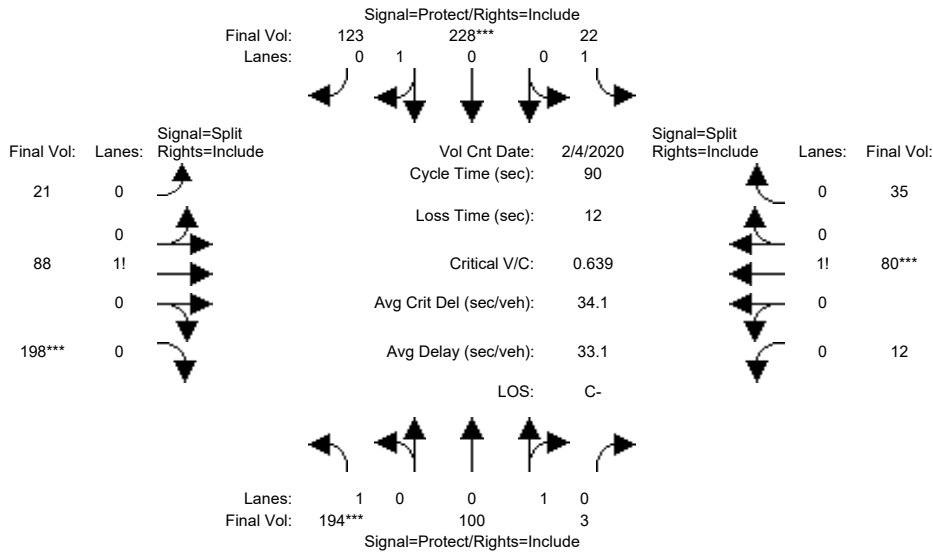 Signal=Protect/Rights=Include
Final Vol: 123 228*** 22
Lanes: 0 1 0 0 1
Signal=Split
Final Vol: Lanes: Rights=Include
Vol Cnt Date: 2/4/2020
Signal=Split
Rights=Include Lanes: Final Vol:
Cycle Time (sec): 90
21 0
0 35
Loss Time (sec): 12
0
0
88 1!
Critical V/C: 0.639
1! 80***
0
Avg Crit Del (sec/veh): 34.1
0
198*** 0
Avg Delay (sec/veh): 33.1
0 12
LOS: C-
Lanes: 1 0 0 1 0
Final Vol: 194*** 100 3
Signal=Protect/Rights=Include